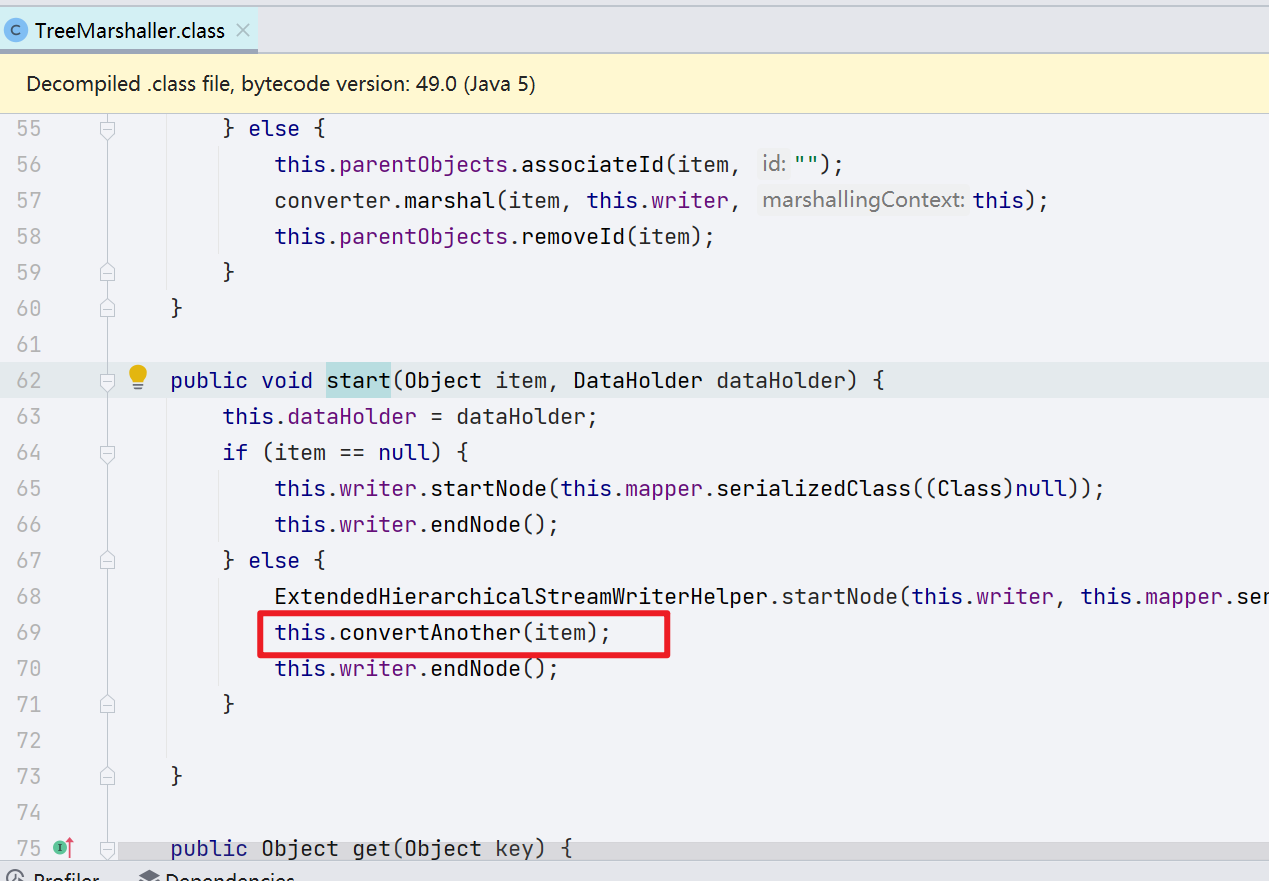 TreeMarshaller.class
Decompiled .class file, bytecode version: 49.0 (Java 5)
55 } else {
56 this.parentObjects.associateId(item, id: "");
57 converter.marshal(item, this.writer, marshallingContext: this);
58 this.parentObjects.removeId(item);
59 }
60 }
61
62 public void start(Object item, DataHolder dataHolder) {
63 this.dataHolder = dataHolder;
64 if (item == null) {
65 this.writer.startNode(this.mapper.serializedClass((Class)null));
66 this.writer.endNode();
67 } else {
68 ExtendedHierarchicalStreamWriterHelper.startNode(this.writer, this.mapper.ser
69 this.convertAnother(item);
70 this.writer.endNode();
71 }
72
73 }
74
75 public Object get(Object key) {
Profiler Dependencies